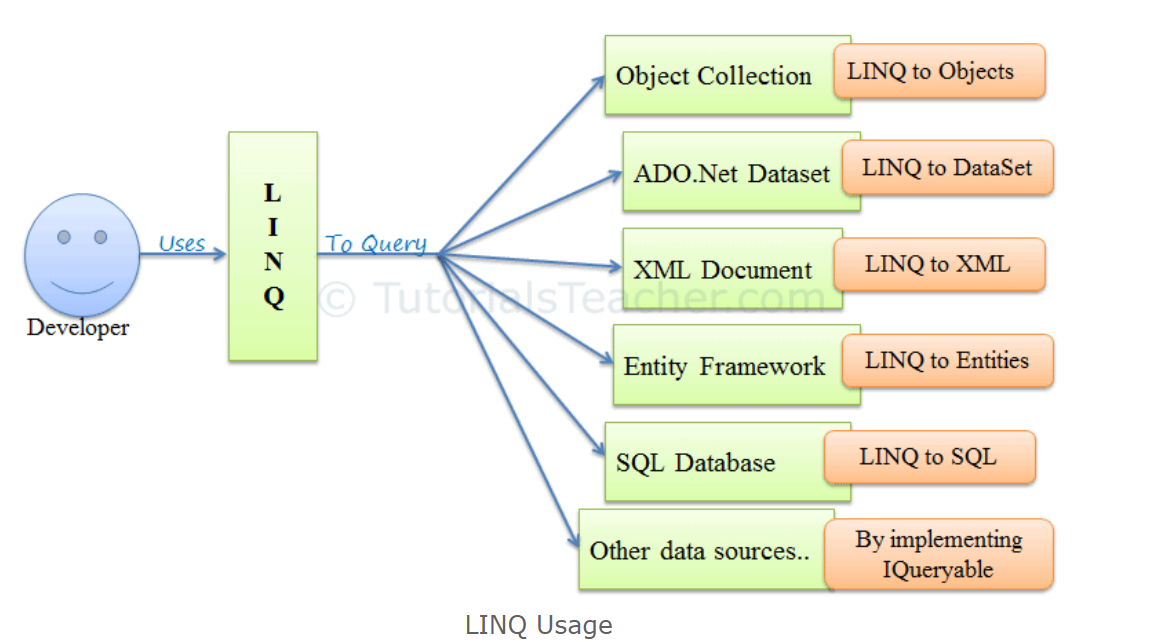 Object Collection
LINQ to Objects
ADO.Net Dataset
LINQ to DataSet
L
I
N
Q
Uses
To Query
XML Document
LINQ to XML
© TutorialsTeacher.com
Developer
Entity Framework
LINQ to Entities
SQL Database
LINQ to SQL
Other data sources..
By implementing
IQueryable
LINQ Usage